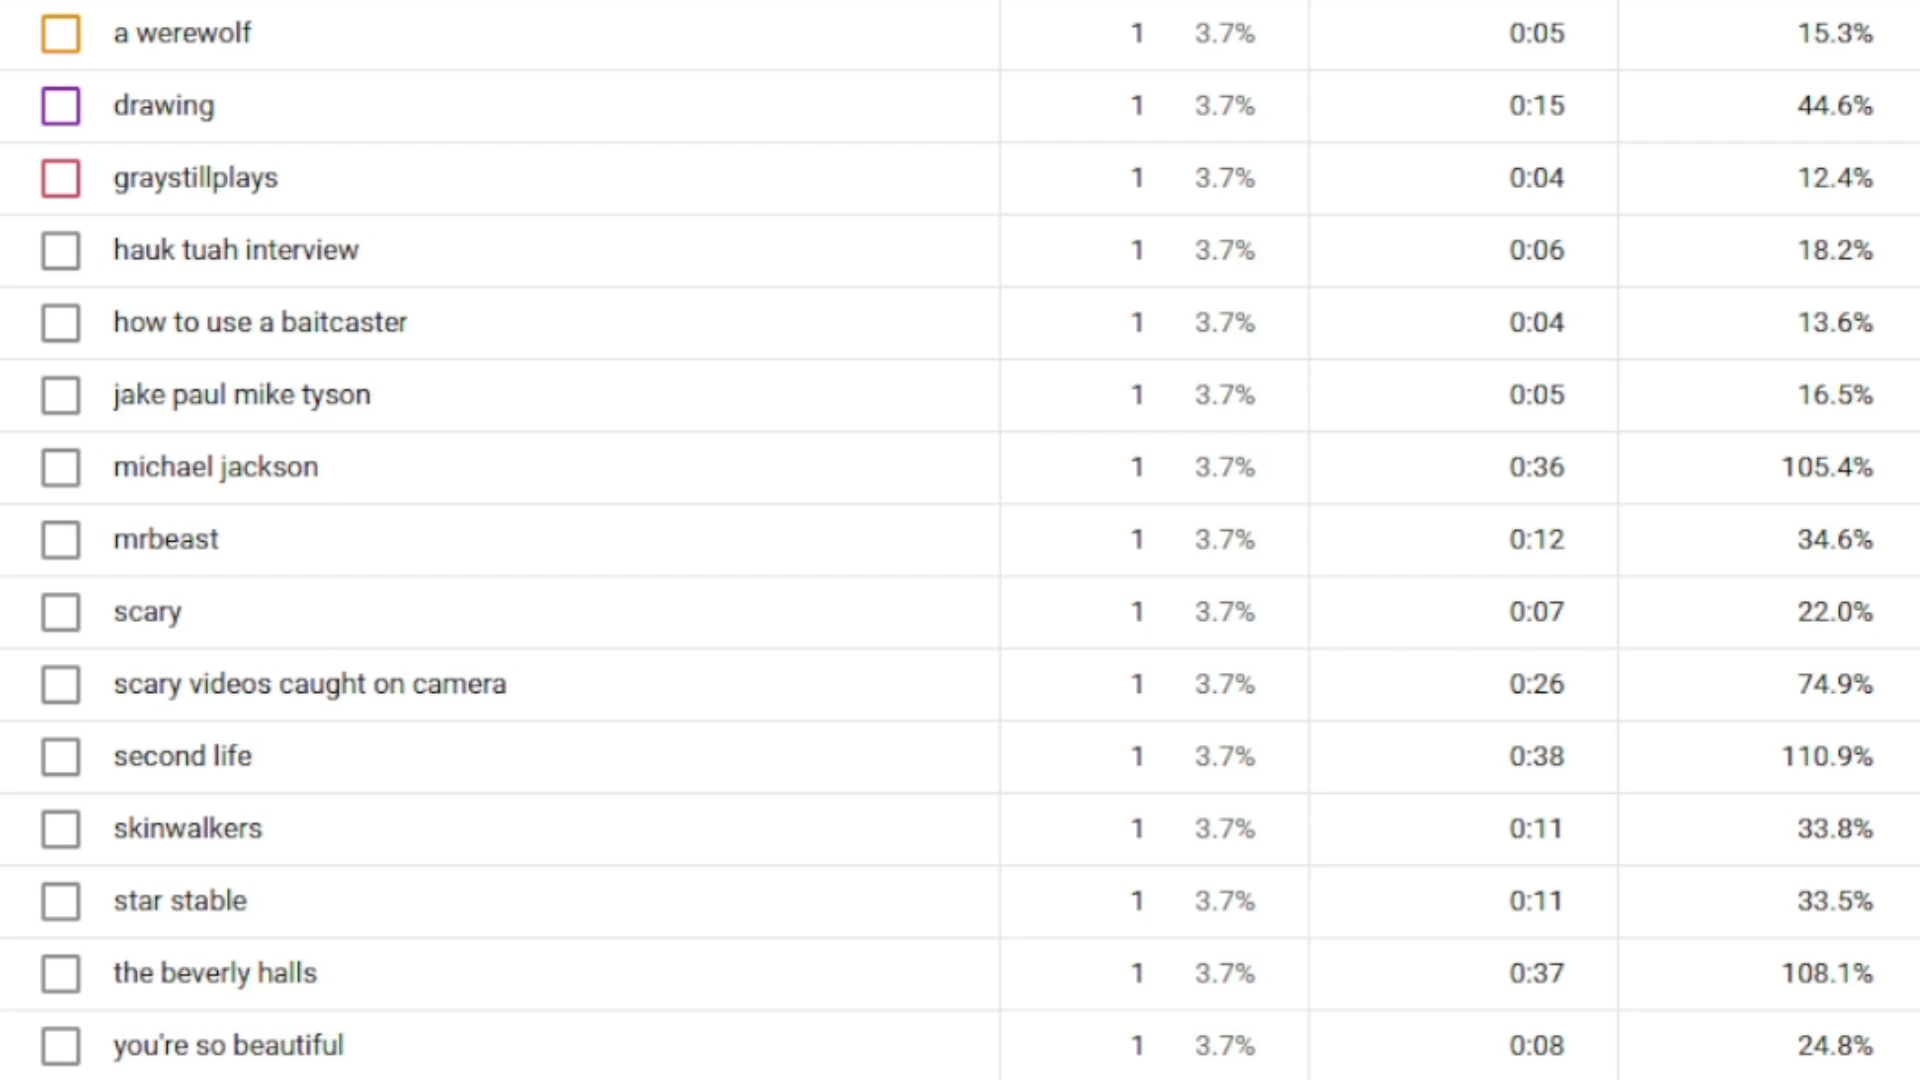 a werewolf 1 3.7% 0:05 15.3%
drawing 1 3.7% 0:15 44.6%
graystillplays 1 3.7% 0:04 12.4%
hauk tuah interview 1 3.7% 0:06 18.2%
how to use a baitcaster 1 3.7% 0:04 13.6%
jake paul mike tyson 1 3.7% 0:05 16.5%
michael jackson 1 3.7% 0:36 105.4%
mrbeast 1 3.7% 0:12 34.6%
scary 1 3.7% 0:07 22.0%
scary videos caught on camera 1 3.7% 0:26 74.9%
second life 1 3.7% 0:38 110.9%
skinwalkers 1 3.7% 0:11 33.8%
star stable 1 3.7% 0:11 33.5%
the beverly halls 1 3.7% 0:37 108.1%
you're so beautiful 1 3.7% 0:08 24.8%